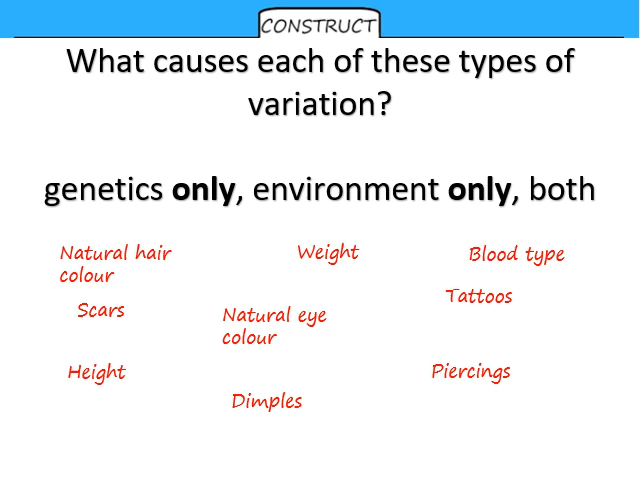 CONSTRUCT
What causes each of these types of
variation?
genetics only, environment only, both
Natural hair
colour
Weight
Blood type
Tattoos
Scars
Natural eye
colour
Height
Piercings
Dimples